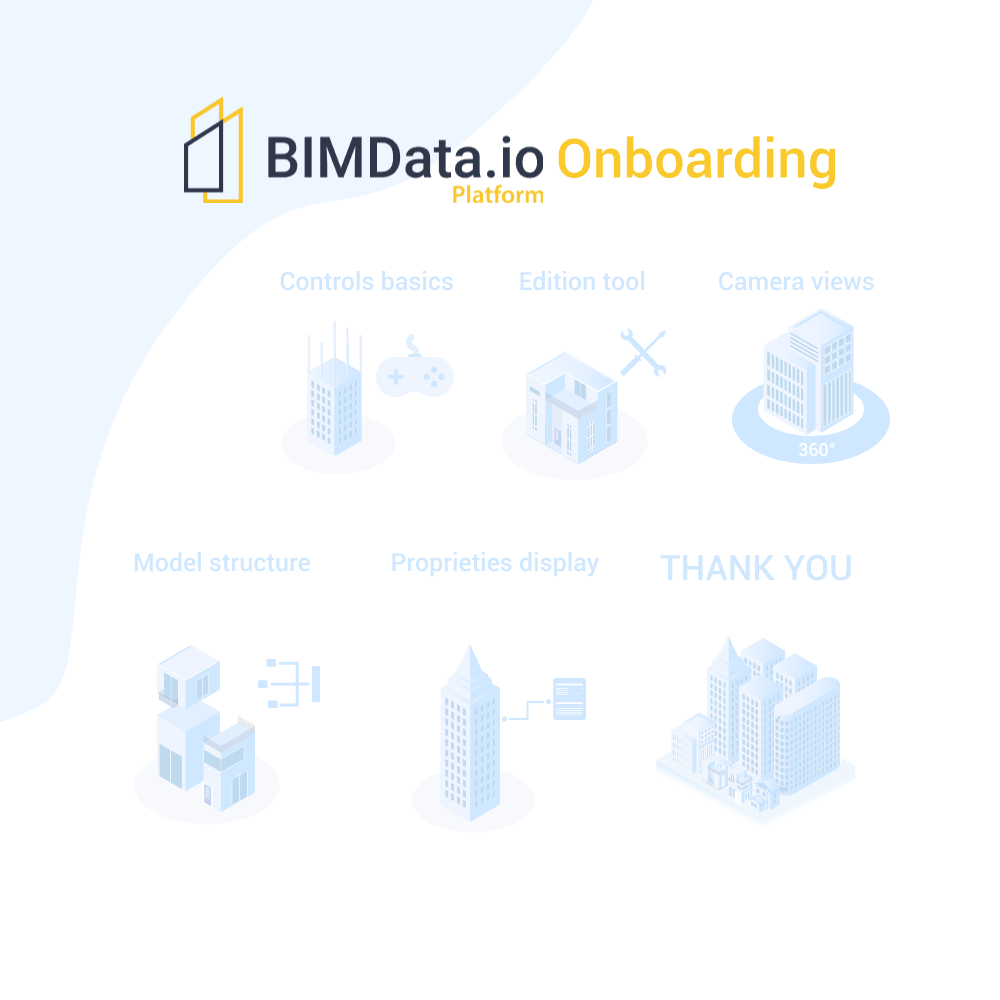 BIMData.io Onboarding
Platform
Controls basics
Edition tool
Camera views
360°
Model structure
Proprieties display
THANK YOU